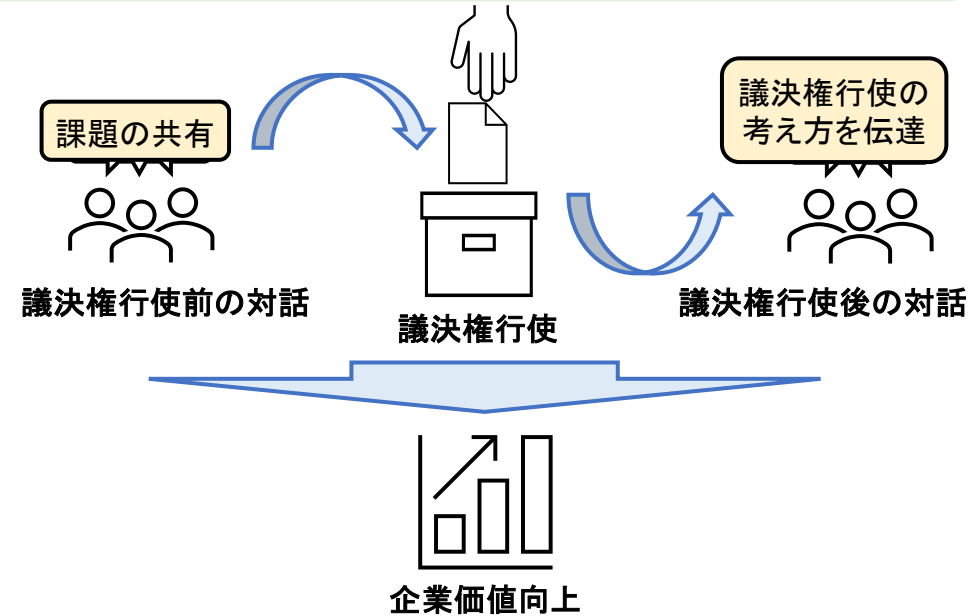 課題の共有
議決権行使の
考え方を伝達
議決権行使前の対話
議決権行使
議決権行使後の対話
企業価値向上